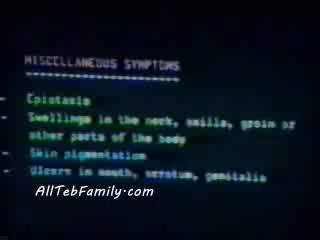 MISCELLANEOUS SYMPTOMS
- Epistaxis
- Swellings in the neck, axilla, groin or
other parts of the body
- Skin pigmentation
- Ulcers in mouth, scrotum, genitalia
AllTebFamily.com